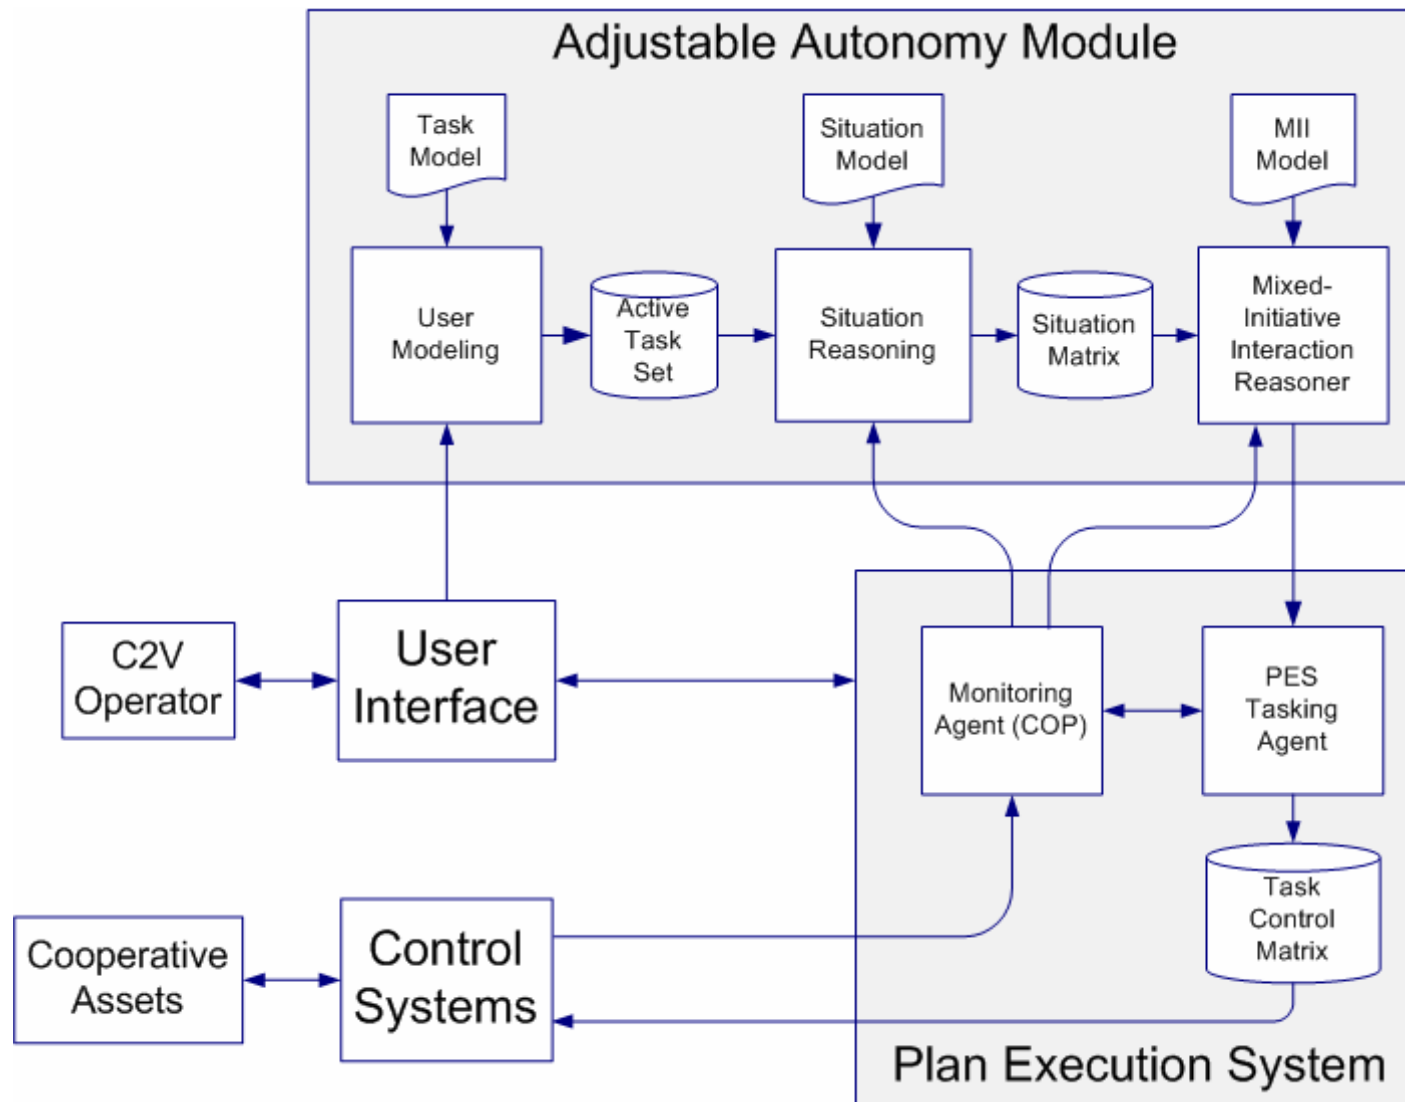 Adjustable Autonomy Module
Task
Model
Situation
Model
MII
Model
User
Modeling
Active
Task
Set
Situation
Reasoning
Situation
Matrix
Mixed-
Initiative
Interaction
Reasoner
C2V
Operator
User
Interface
Monitoring
Agent (COP)
PES
Tasking
Agent
Task
Control
Matrix
Cooperative
Assets
Control
Systems
Plan Execution System